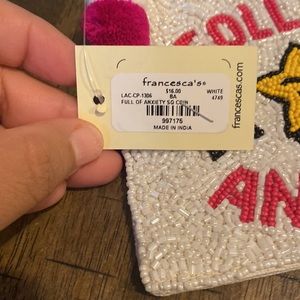 francesca's®
LAC-CP-1306 $16.00 WHITE
BA 4749
FULL OF ANXIETY SG COIN
997175
MADE IN INDIA
francescas.com
OLL
AN